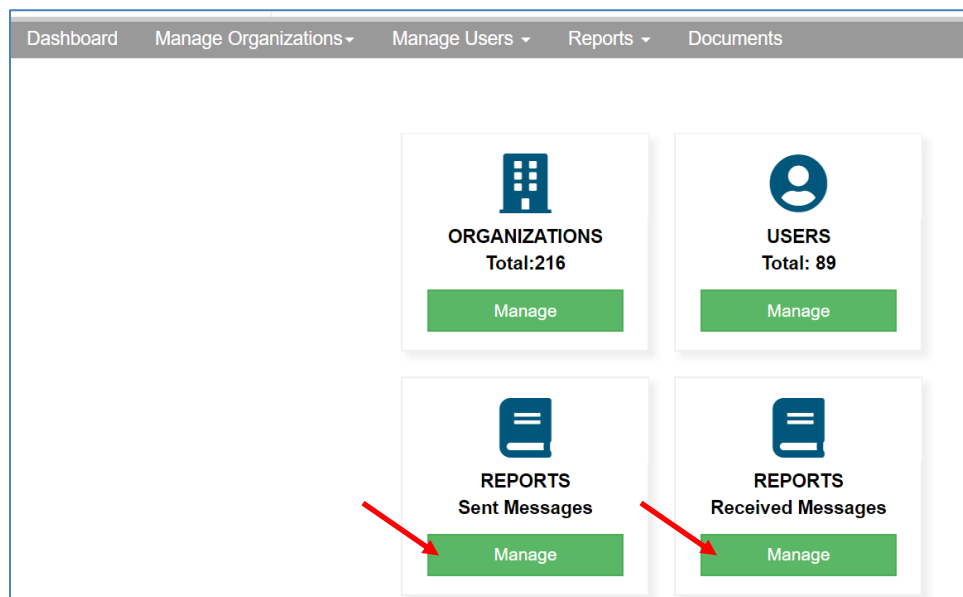 Dashboard Manage Organizations Manage Users Reports Documents
ORGANIZATIONS
Total:216
Manage
USERS
Total: 89
Manage
REPORTS
Sent Messages
Manage
REPORTS
Received Messages
Manage